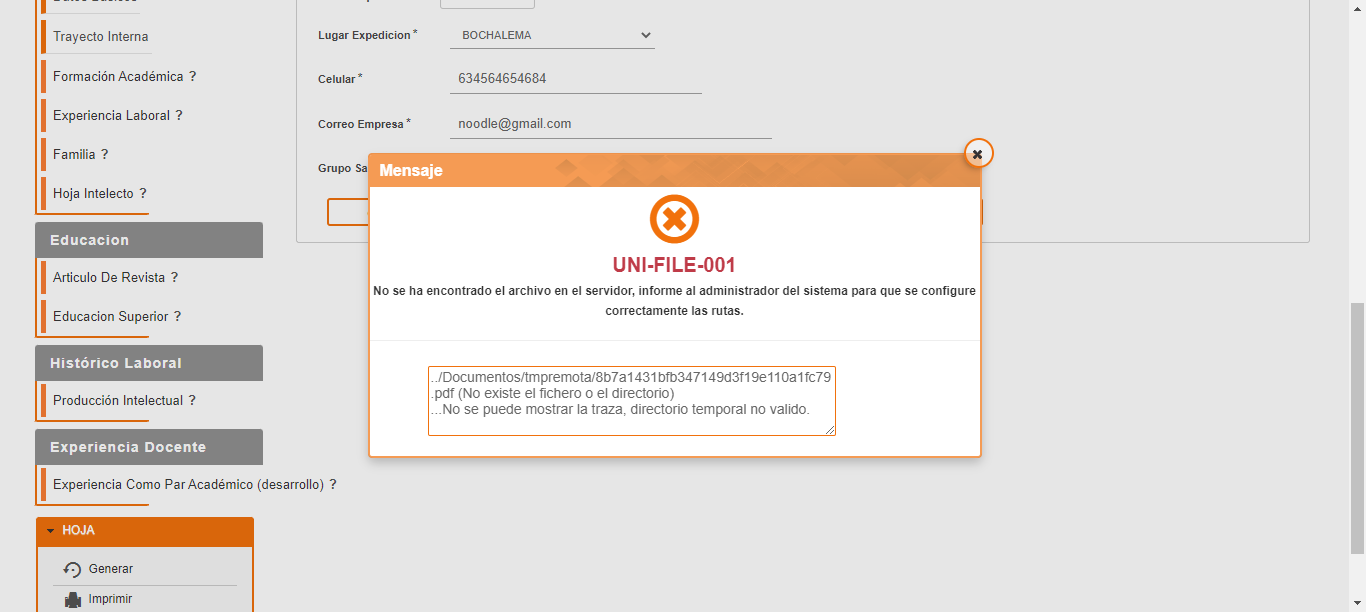 Trayecto Interna
Formación Académica ?
Experiencia Laboral ?
Familia ?
Hoja Intelecto ?
Educacion
Articulo De Revista ?
Educacion Superior ?
Histórico Laboral
Producción Intelectual ?
Experiencia Docente
Experiencia Como Par Académico (desarrollo) ?
HOJA
Generar
Imprimir
Lugar Expedicion*
BOCHALEMA
Celular*
634564654684
Correo Empresa*
noodle@gmail.com
Grupo Sa
Mensaje
UNI-FILE-001
No se ha encontrado el archivo en el servidor, informe al administrador del sistema para que se configure
correctamente las rutas.
../Documentos/tmpremota/8b7a1431bfb347149d3f19e110a1fc79
.pdf (No existe el fichero o el directorio)
...No se puede mostrar la traza, directorio temporal no valido.